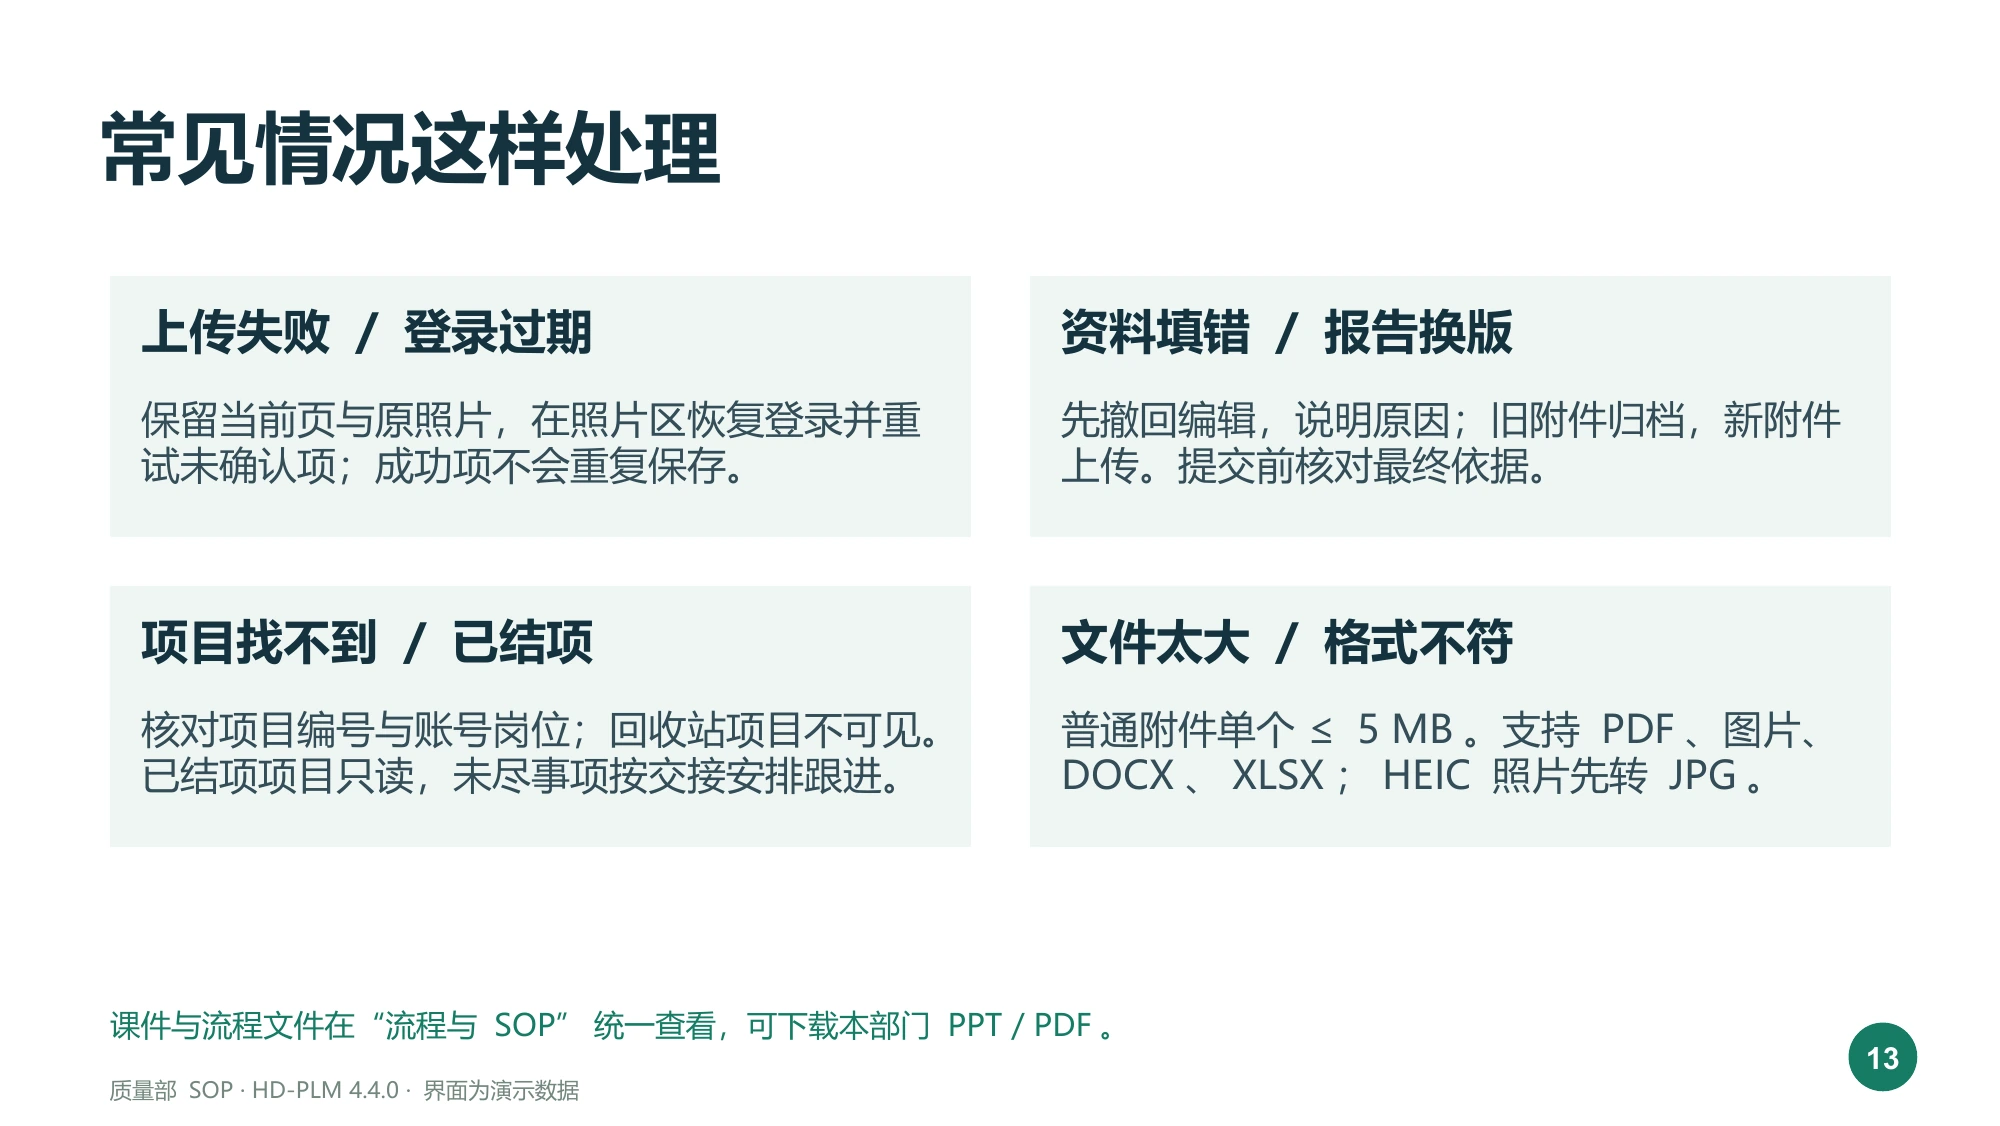 常见情况这样处理
上传失败 / 登录过期
保留当前页与原照片，在照片区恢复登录并重
试未确认项；成功项不会重复保存。
资料填错 / 报告换版
先撤回编辑，说明原因；旧附件归档，新附件
上传。提交前核对最终依据。
项目找不到 / 已结项
核对项目编号与账号岗位；回收站项目不可见。
已结项项目只读，未尽事项按交接安排跟进。
文件太大 / 格式不符
普通附件单个 ≤ 5 MB。支持 PDF、图片、
DOCX、XLSX；HEIC 照片先转 JPG。
课件与流程文件在“流程与 SOP” 统一查看，可下载本部门 PPT / PDF。
质量部 SOP · HD-PLM 4.4.0 · 界面为演示数据
13